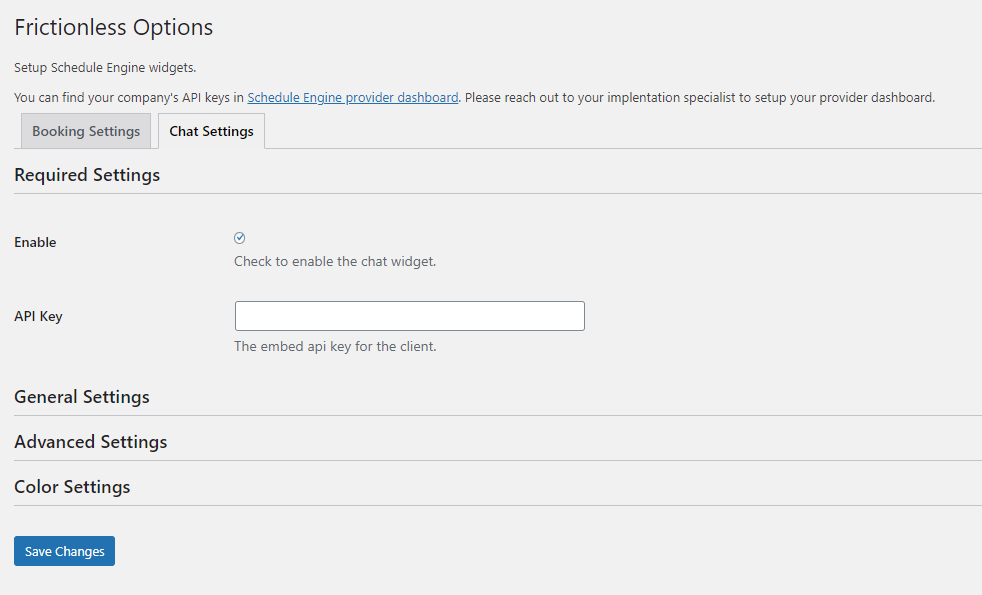 Frictionless Options
Setup Schedule Engine widgets.
You can find your company's API keys in Schedule Engine provider dashboard. Please reach out to your implentation specialist to setup your provider dashboard.
Booking Settings
Chat Settings
Required Settings
Enable
Check to enable the chat widget.
API Key
The embed api key for the client.
General Settings
Advanced Settings
Color Settings
Save Changes